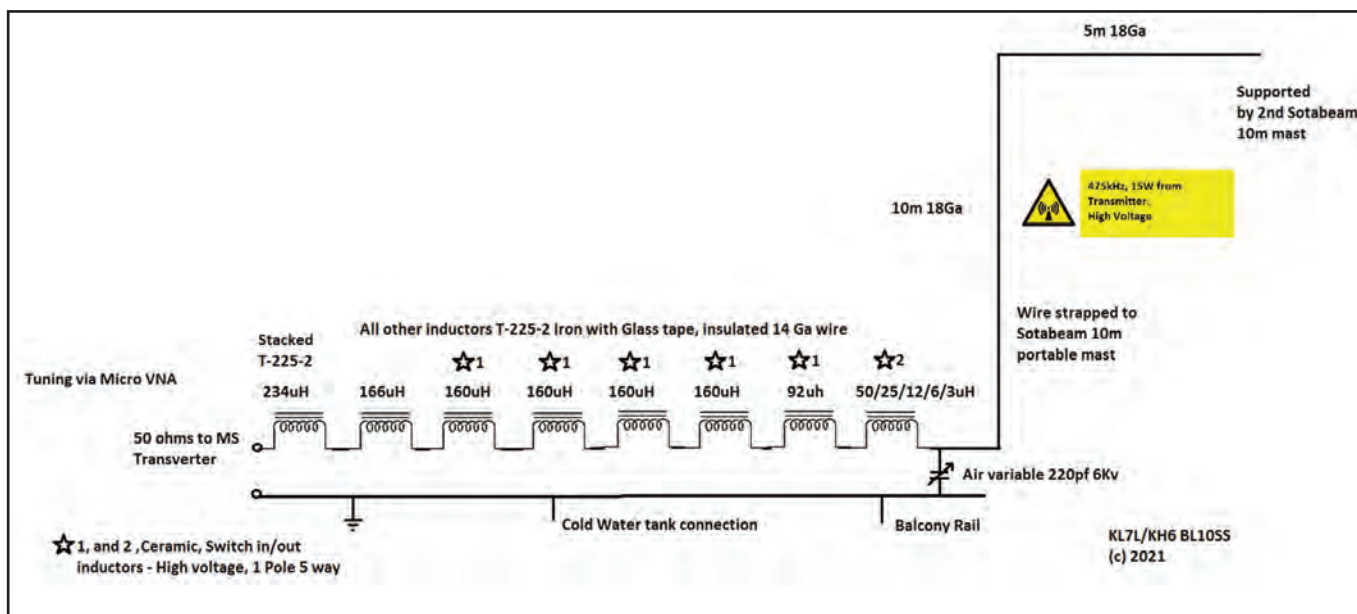 5m 18Ga
Supported
by 2nd Sotabeam
10m mast
475kHz, 15W from
Transmitter.
High Voltage
10m 18Ga
Wire strapped to
Sotabeam 10m
portable mast
All other inductors T-225-2 Iron with Glass tape, insulated 14 Ga wire
Stacked
T-225-2
☆1 ☆1 ☆1 ☆1 ☆1 ☆2
Tuning via Micro VNA
234uH 166uH 160uH 160uH 160uH 160uH 92uh 50/25/12/6/3uH
50 ohms to MS
Transverter
Air variable 220pf 6Kv
Cold Water tank connection
Balcony Rail
☆1, and 2 ,Ceramic, Switch in/out
inductors - High voltage, 1 Pole 5 way
KL7L/KH6 BL10SS
(c) 2021